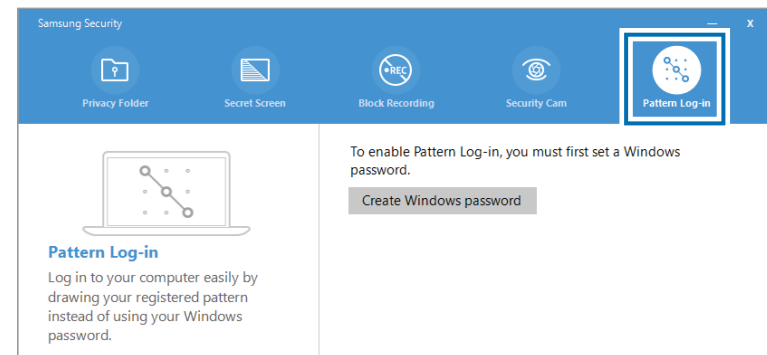 Samsung Security
– x
REC
Privacy Folder
Secret Screen
Block Recording
Security Cam
Pattern Log-in
To enable Pattern Log-in, you must first set a Windows
password.
Create Windows password
Pattern Log-in
Log in to your computer easily by
drawing your registered pattern
instead of using your Windows
password.